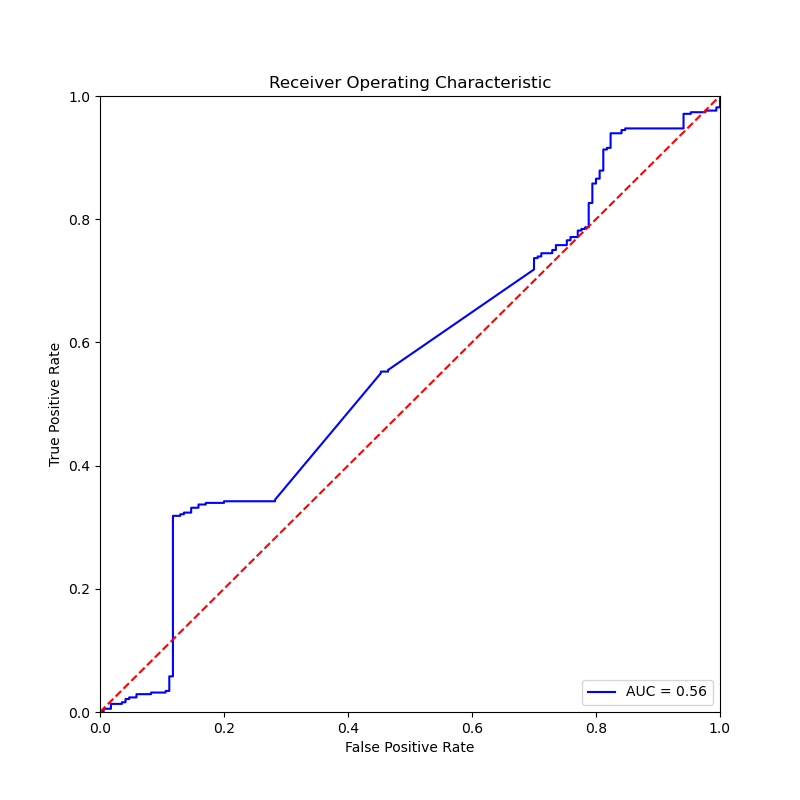 Receiver Operating Characteristic
1.0
0.8
0.6
0.4
0.2
0.0
True Positive Rate
AUC = 0.56
0.0 0.2 0.4 0.6 0.8 1.0
False Positive Rate